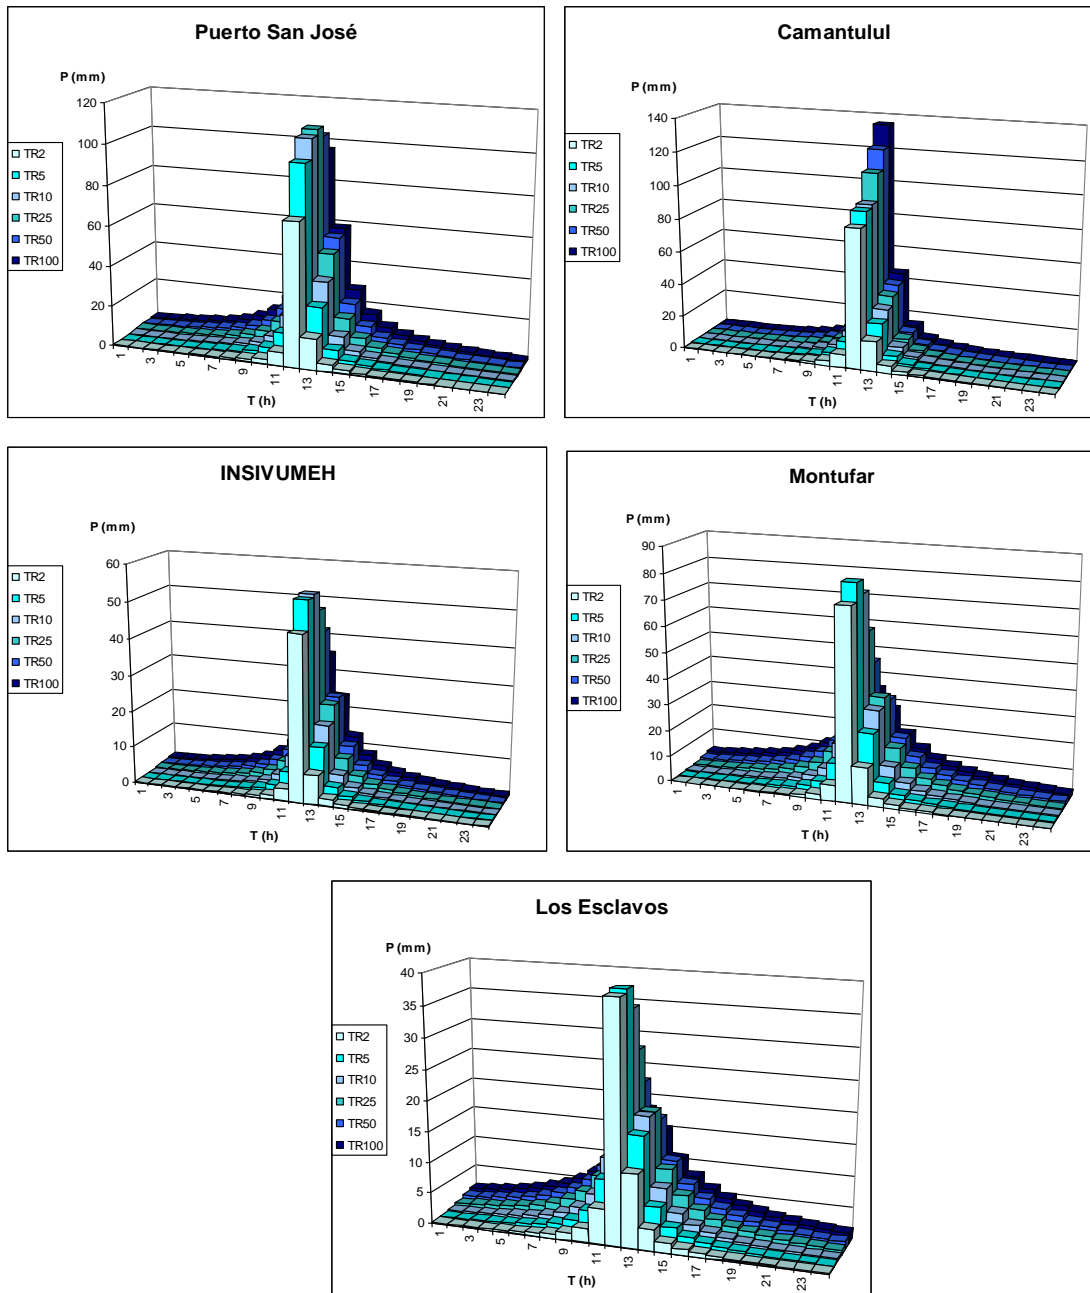 Puerto San José
P (mm)
120
100
80
60
40
20
0
TR2
TR5
TR10
TR25
TR50
TR100
1
3
5
7
9
11
13
15
17
19
21
23
T (h)
Camantulul
P (mm)
140
120
100
80
60
40
20
0
TR2
TR5
TR10
TR25
TR50
TR100
1
3
5
7
9
11
13
15
17
19
21
23
T (h)
INSIVUMEH
P (mm)
60
50
40
30
20
10
0
TR2
TR5
TR10
TR25
TR50
TR100
1
3
5
7
9
11
13
15
17
19
21
23
T (h)
Montufar
P (mm)
90
80
70
60
50
40
30
20
10
0
TR2
TR5
TR10
TR25
TR50
TR100
1
3
5
7
9
11
13
15
17
19
21
23
T (h)
Los Esclavos
P (mm)
40
35
30
25
20
15
10
5
0
TR2
TR5
TR10
TR25
TR50
TR100
1
3
5
7
9
11
13
15
17
19
21
23
T (h)